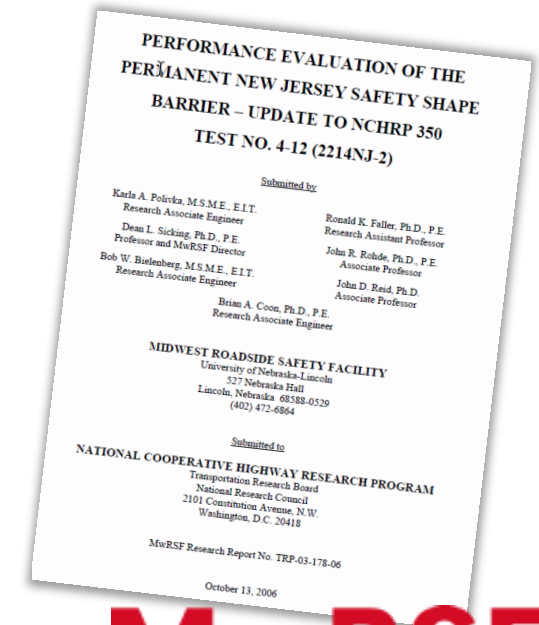 PERFORMANCE EVALUATION OF THE
PERMANENT NEW JERSEY SAFETY SHAPE
BARRIER – UPDATE TO NCHRP 350
TEST NO. 4-12 (2214NJ-2)
Submitted by
Karla A. Polivka, M.S.M.E., E.I.T.
Research Associate Engineer
Dean L. Sicking, Ph.D., P.E.
Professor and MwRSF Director
Bob W. Bielenberg, M.S.M.E., E.I.T.
Research Associate Engineer
Ronald K. Faller, Ph.D., P.E.
Research Assistant Professor
John R. Rohde, Ph.D., P.E.
Associate Professor
John D. Reid, Ph.D.
Associate Professor
Brian A. Coon, Ph.D., P.E.
Research Associate Engineer
MIDWEST ROADSIDE SAFETY FACILITY
University of Nebraska-Lincoln
527 Nebraska Hall
Lincoln, Nebraska 68588-0529
(402) 472-6864
Submitted to
NATIONAL COOPERATIVE HIGHWAY RESEARCH PROGRAM
Transportation Research Board
National Research Council
2101 Constitution Avenue, N.W.
Washington, D.C. 20418
MwRSF Research Report No. TRP-03-178-06
October 13, 2006